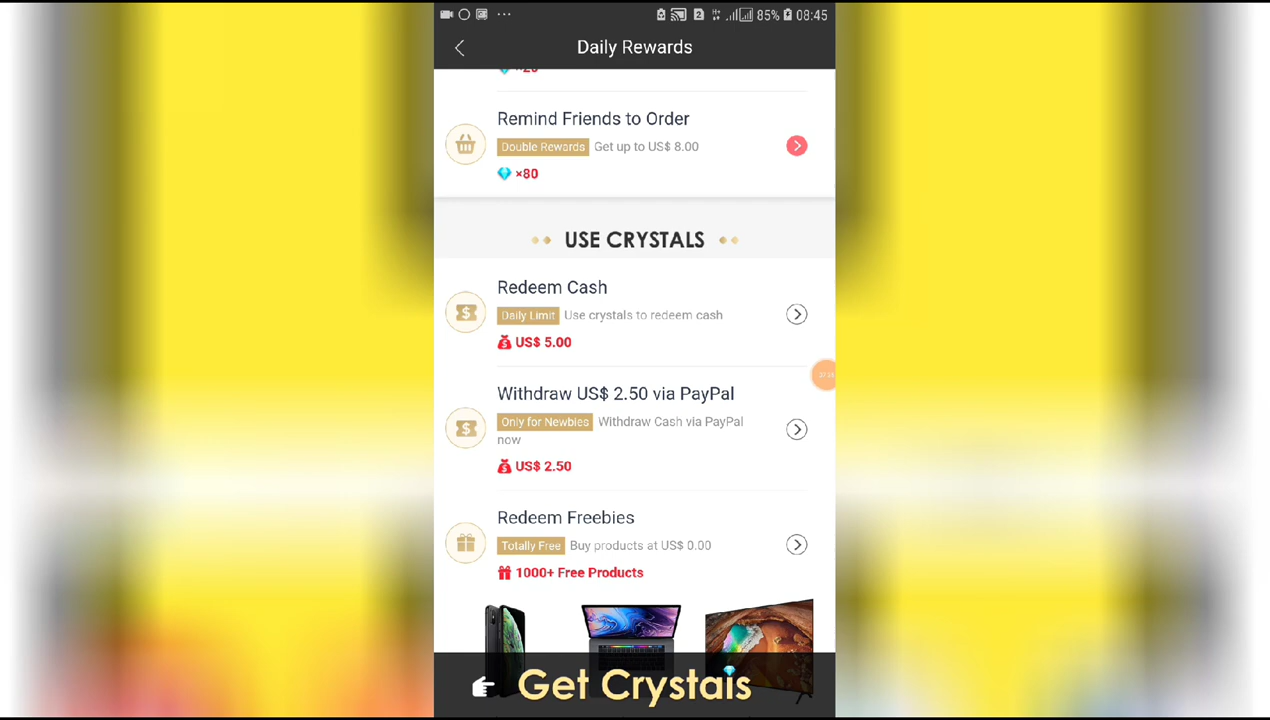 85% 08:45
Daily Rewards
×20
Remind Friends to Order
Double Rewards Get up to US$ 8.00
×80
USE CRYSTALS
Redeem Cash
Daily Limit Use crystals to redeem cash
US$ 5.00
Withdraw US$ 2.50 via PayPal
Only for Newbies Withdraw Cash via PayPal
now
US$ 2.50
Redeem Freebies
Totally Free Buy products at US$ 0.00
1000+ Free Products
Get Crystals